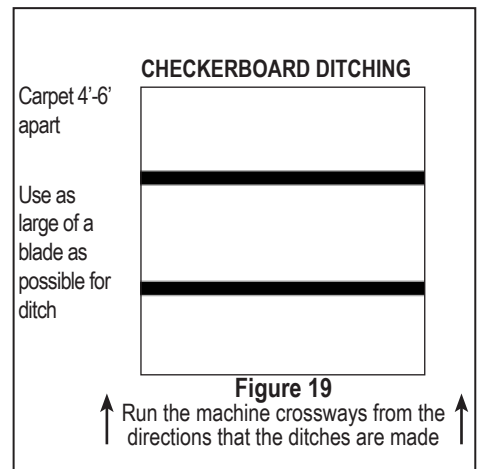 CHECKERBOARD DITCHING
Carpet 4’-6’
apart
Use as
large of a
blade as
possible for
ditch
Figure 19
Run the machine crossways from the
directions that the ditches are made